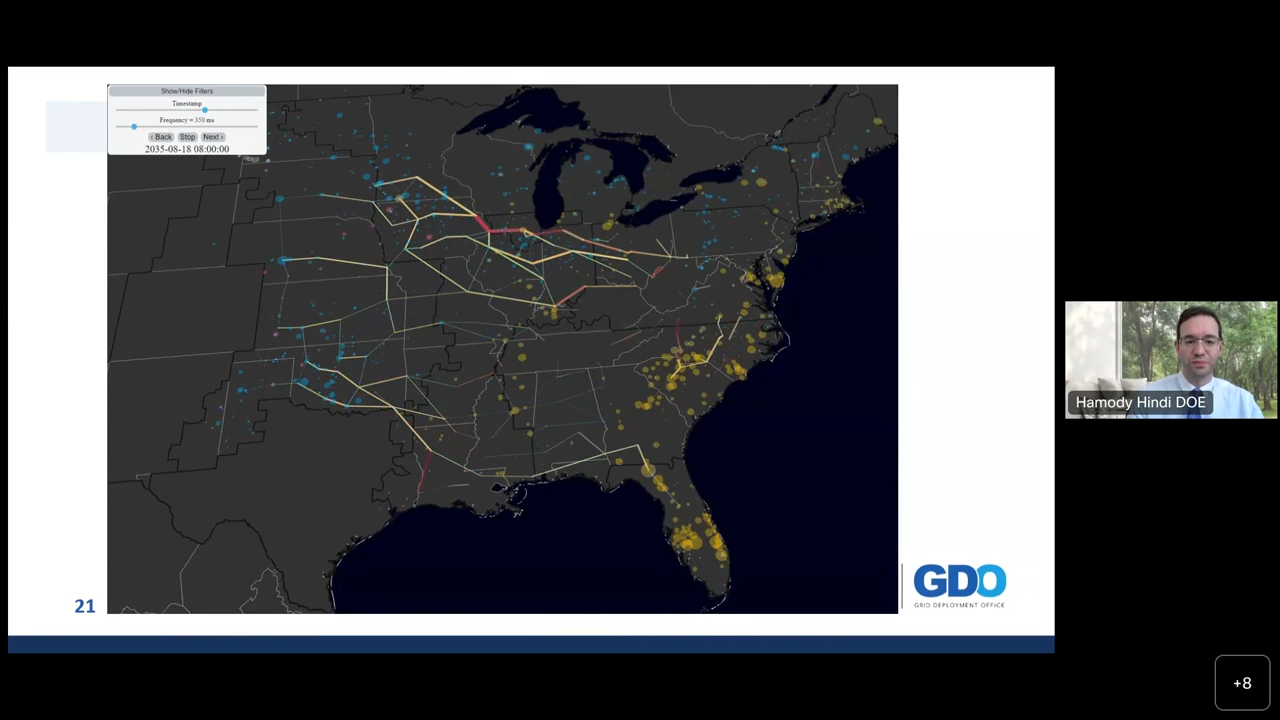 Show/Hide Filters
Timestamp
Frequency = 350 ms
‹ Back Stop Next ›
2035-08-18 08:00:00
Hamody Hindi DOE
GDO
GRID DEPLOYMENT OFFICE
21
+8